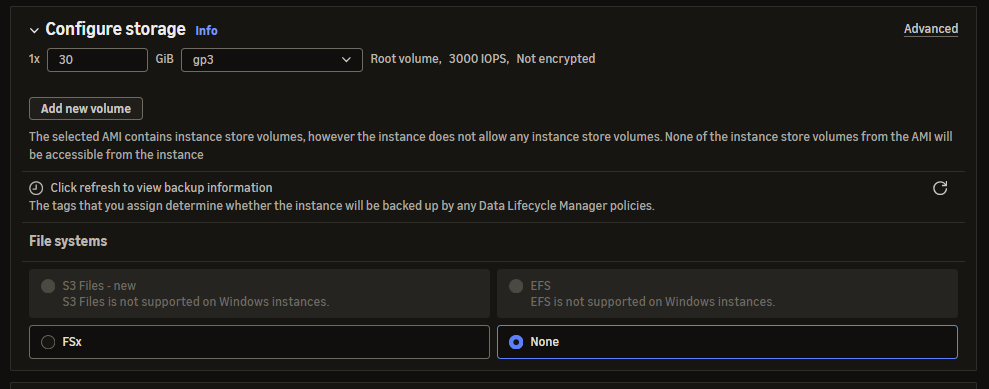 Configure storage Info Advanced
1x 30 GiB gp3 Root volume, 3000 IOPS, Not encrypted
Add new volume
The selected AMI contains instance store volumes, however the instance does not allow any instance store volumes. None of the instance store volumes from the AMI will
be accessible from the instance
Click refresh to view backup information
The tags that you assign determine whether the instance will be backed up by any Data Lifecycle Manager policies.
File systems
S3 Files - new
S3 Files is not supported on Windows instances.
EFS
EFS is not supported on Windows instances.
FSx
None